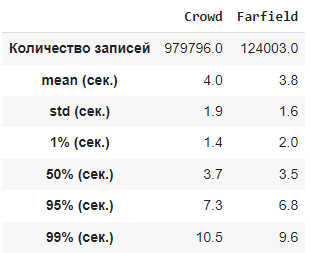 Crowd Farfield
Количество записей 979796.0 124003.0
mean (сек.) 4.0 3.8
std (сек.) 1.9 1.6
1% (сек.) 1.4 2.0
50% (сек.) 3.7 3.5
95% (сек.) 7.3 6.8
99% (сек.) 10.5 9.6